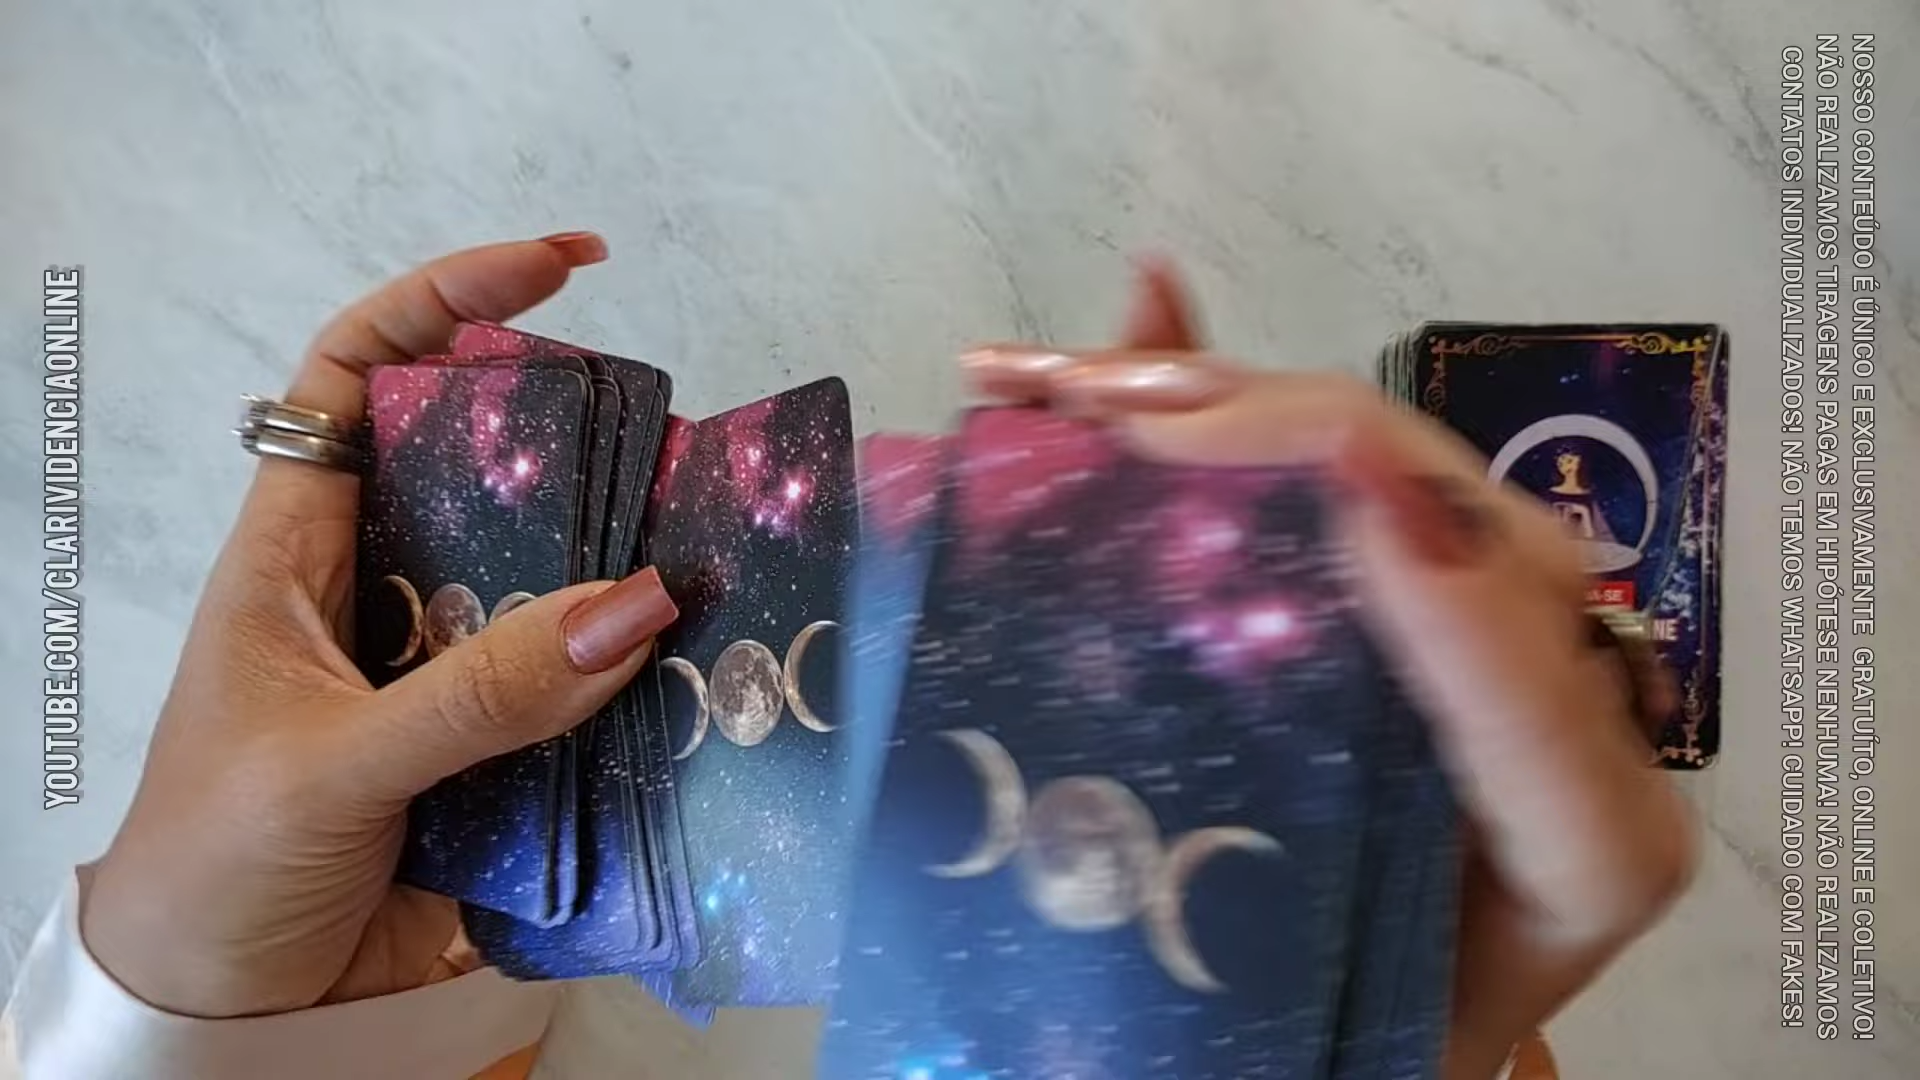 YOUTUBE.COM/CLARIVIDENCIAONLINE
NOSSO CONTEÚDO É ÚNICO E EXCLUSIVAMENTE GRATUÍTO, ONLINE E COLETIVO!
NÃO REALIZAMOS TIRAGENS PAGAS EM HIPÓTESE NENHUMA! NÃO REALIZAMOS
CONTATOS INDIVIDUALIZADOS! NÃO TEMOS WHATSAPP! CUIDADO COM FAKES!